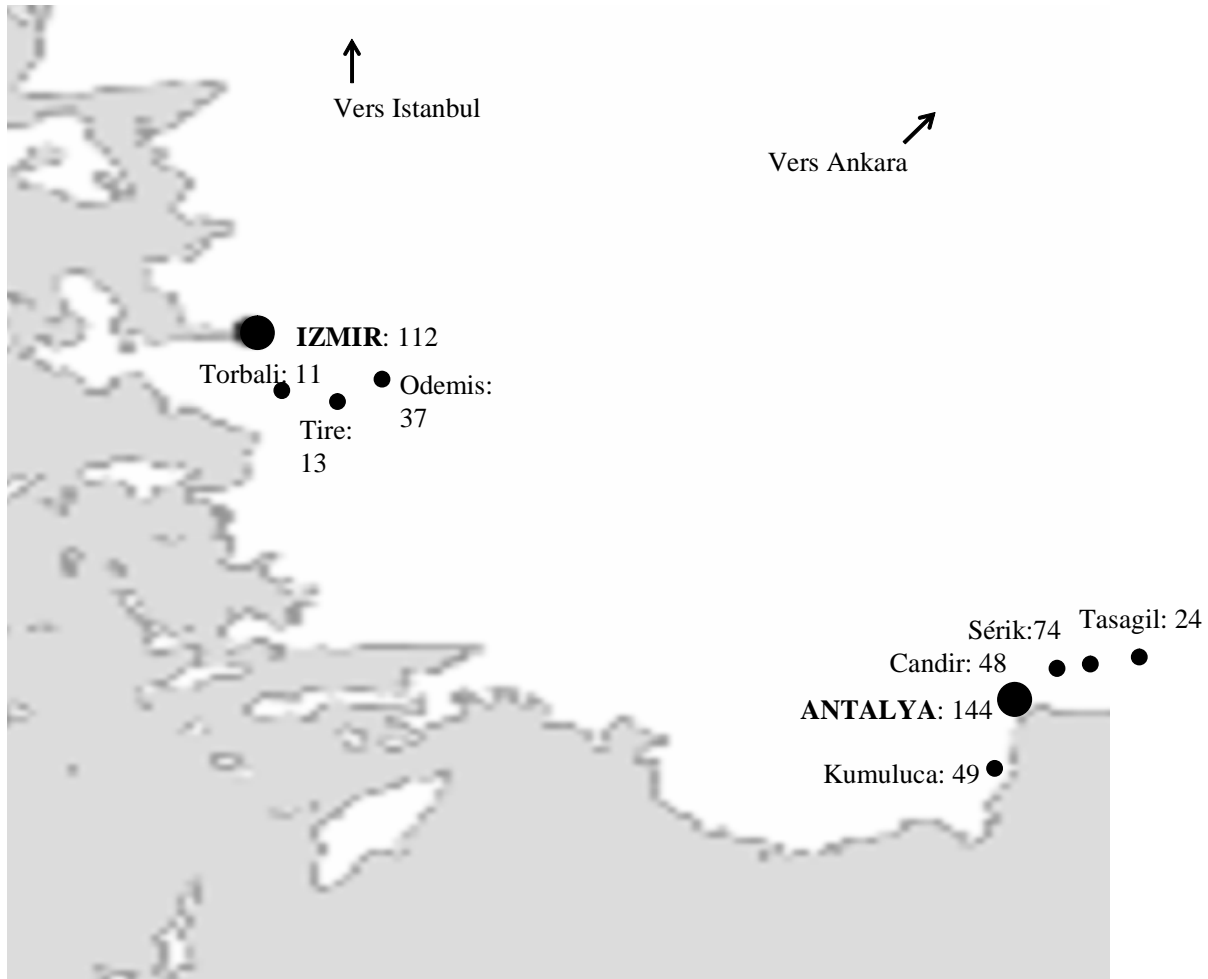 Vers Istanbul
Vers Ankara
IZMIR: 112
Torbali: 11
Odemis:
37
Tire:
13
Sérik:74
Tasagil: 24
Candir: 48
ANTALYA: 144
Kumuluca: 49